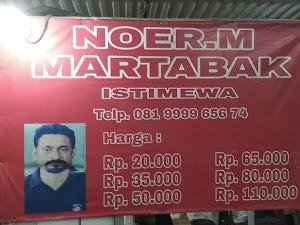 NOER.M
MARTABAK
ISTIMEWA
Telp. 081 9999 656 74
Harga :
Rp. 20.000 Rp. 65.000
Rp. 35.000 Rp. 80.000
Rp. 50.000 Rp. 110.000